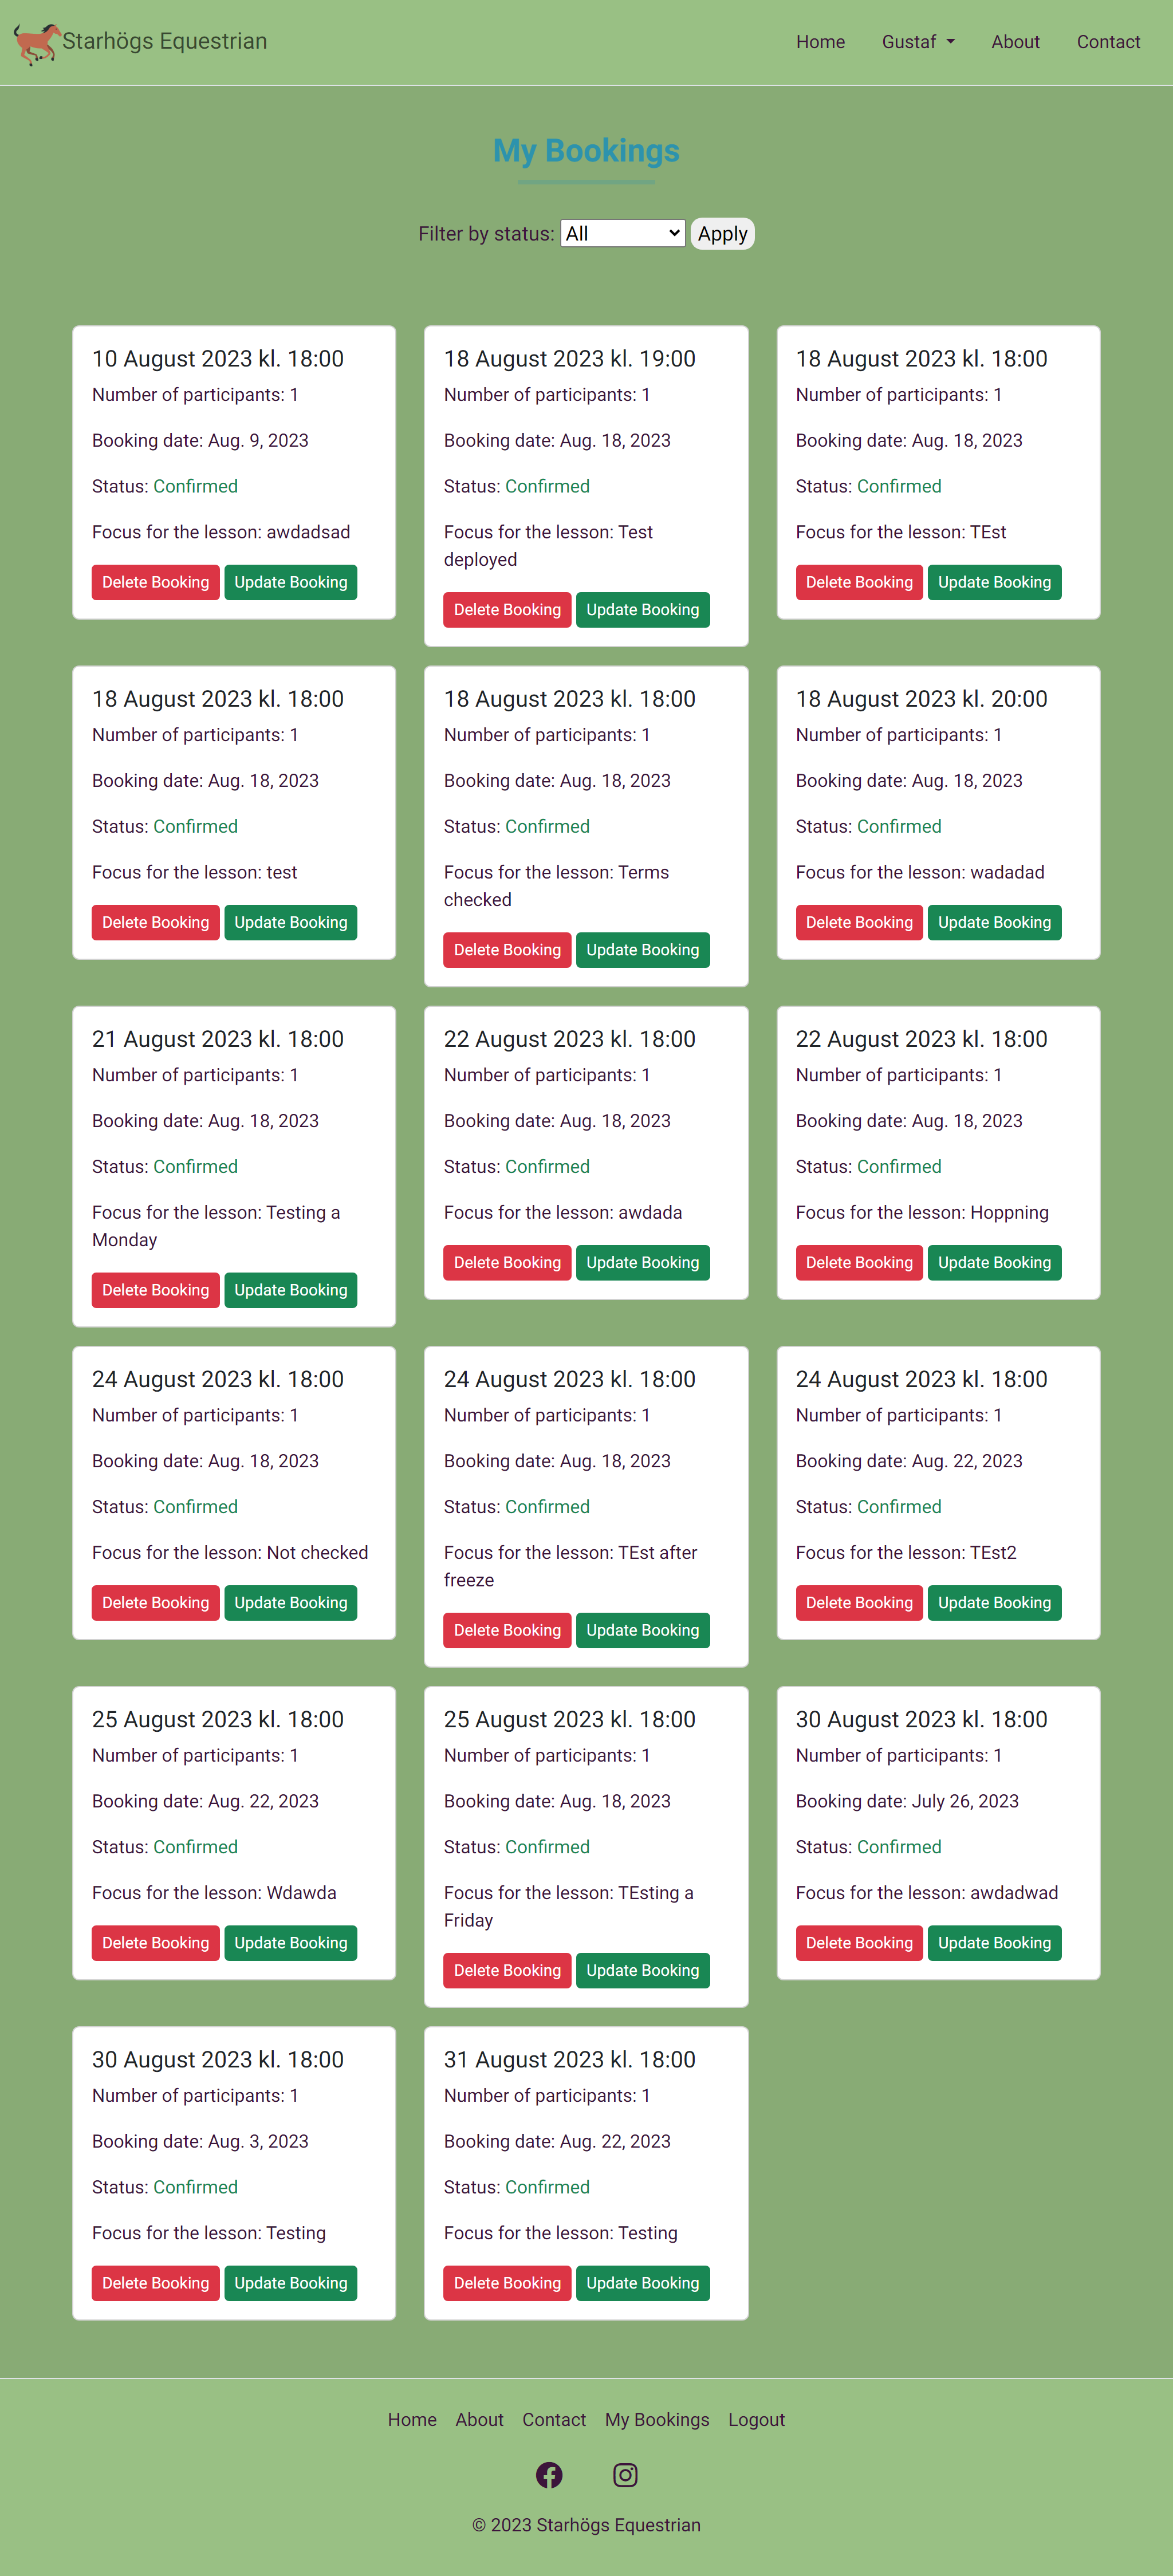 Starhögs Equestrian
Home
Gustaf
About
Contact
My Bookings
Filter by status: All Apply
10 August 2023 kl. 18:00
Number of participants: 1
Booking date: Aug. 9, 2023
Status: Confirmed
Focus for the lesson: awdadsad
Delete Booking Update Booking
18 August 2023 kl. 19:00
Number of participants: 1
Booking date: Aug. 18, 2023
Status: Confirmed
Focus for the lesson: Test
deployed
Delete Booking Update Booking
18 August 2023 kl. 18:00
Number of participants: 1
Booking date: Aug. 18, 2023
Status: Confirmed
Focus for the lesson: TEst
Delete Booking Update Booking
18 August 2023 kl. 18:00
Number of participants: 1
Booking date: Aug. 18, 2023
Status: Confirmed
Focus for the lesson: test
Delete Booking Update Booking
18 August 2023 kl. 18:00
Number of participants: 1
Booking date: Aug. 18, 2023
Status: Confirmed
Focus for the lesson: Terms
checked
Delete Booking Update Booking
18 August 2023 kl. 20:00
Number of participants: 1
Booking date: Aug. 18, 2023
Status: Confirmed
Focus for the lesson: wadadad
Delete Booking Update Booking
21 August 2023 kl. 18:00
Number of participants: 1
Booking date: Aug. 18, 2023
Status: Confirmed
Focus for the lesson: Testing a
Monday
Delete Booking Update Booking
22 August 2023 kl. 18:00
Number of participants: 1
Booking date: Aug. 18, 2023
Status: Confirmed
Focus for the lesson: awdada
Delete Booking Update Booking
22 August 2023 kl. 18:00
Number of participants: 1
Booking date: Aug. 18, 2023
Status: Confirmed
Focus for the lesson: Hoppning
Delete Booking Update Booking
24 August 2023 kl. 18:00
Number of participants: 1
Booking date: Aug. 18, 2023
Status: Confirmed
Focus for the lesson: Not checked
Delete Booking Update Booking
24 August 2023 kl. 18:00
Number of participants: 1
Booking date: Aug. 18, 2023
Status: Confirmed
Focus for the lesson: TEst after
freeze
Delete Booking Update Booking
24 August 2023 kl. 18:00
Number of participants: 1
Booking date: Aug. 22, 2023
Status: Confirmed
Focus for the lesson: TEst2
Delete Booking Update Booking
25 August 2023 kl. 18:00
Number of participants: 1
Booking date: Aug. 22, 2023
Status: Confirmed
Focus for the lesson: Wdawda
Delete Booking Update Booking
25 August 2023 kl. 18:00
Number of participants: 1
Booking date: Aug. 18, 2023
Status: Confirmed
Focus for the lesson: TEsting a
Friday
Delete Booking Update Booking
30 August 2023 kl. 18:00
Number of participants: 1
Booking date: July 26, 2023
Status: Confirmed
Focus for the lesson: awdadwad
Delete Booking Update Booking
30 August 2023 kl. 18:00
Number of participants: 1
Booking date: Aug. 3, 2023
Status: Confirmed
Focus for the lesson: Testing
Delete Booking Update Booking
31 August 2023 kl. 18:00
Number of participants: 1
Booking date: Aug. 22, 2023
Status: Confirmed
Focus for the lesson: Testing
Delete Booking Update Booking
Home About Contact My Bookings Logout
© 2023 Starhögs Equestrian